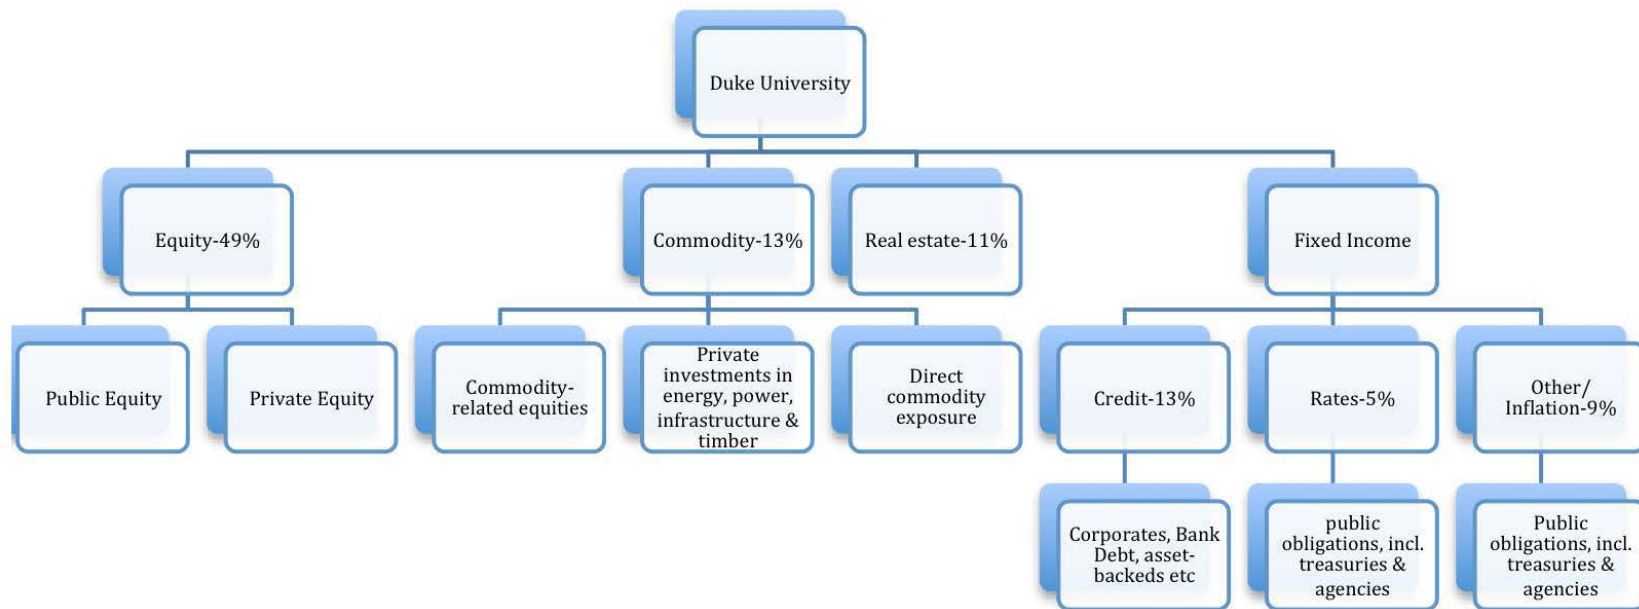 Duke University
Equity-49%
Commodity-13%
Real estate-11%
Fixed Income
Public Equity
Private Equity
Commodity-
related equities
Private
investments in
energy, power,
infrastructure &
timber
Direct
commodity
exposure
Credit-13%
Rates-5%
Other/
Inflation-9%
Corporates, Bank
Debt, asset-
backeds etc
public
obligations, incl.
treasuries &
agencies
Public
obligations, incl.
treasuries &
agencies